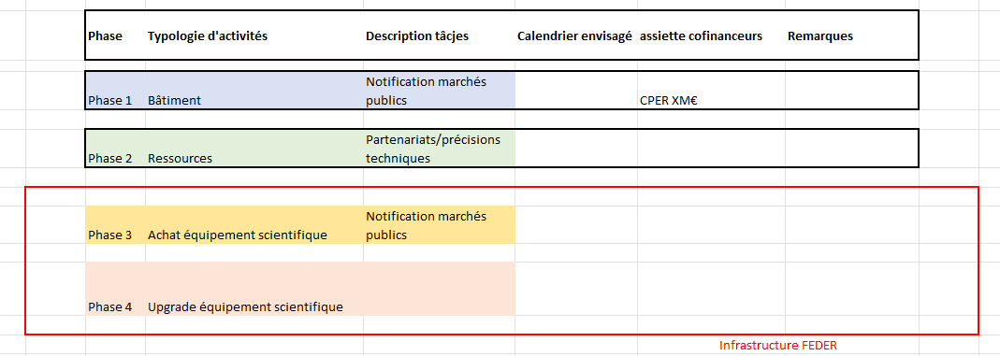 Phase Typologie d'activités Description tâcjes Calendrier envisagé assiette cofinanceurs Remarques
Notification marchés
Phase 1 Bâtiment publics CPER XM€
Partenariats/précisions
Phase 2 Ressources techniques
Notification marchés
Phase 3 Achat équipement scientifique publics
Phase 4 Upgrade équipement scientifique
Infrastructure FEDER